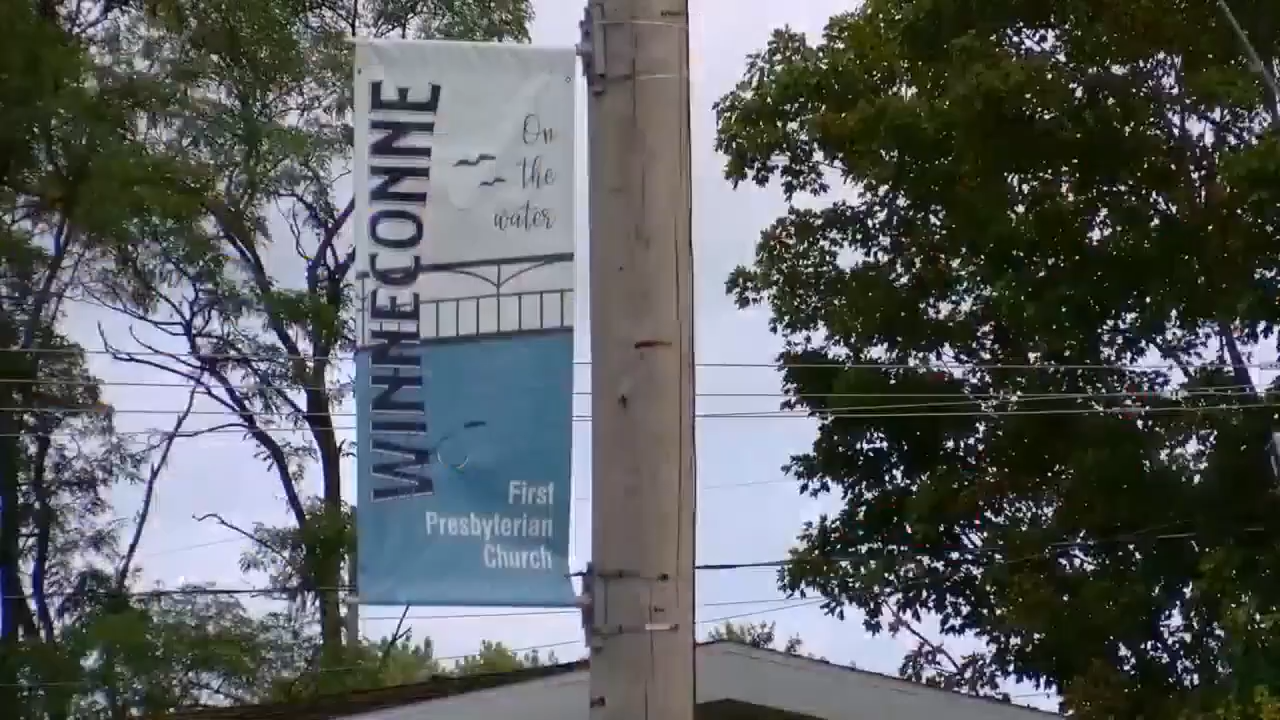 WINNECONNE
On
the
water
First
Presbyterian
Church